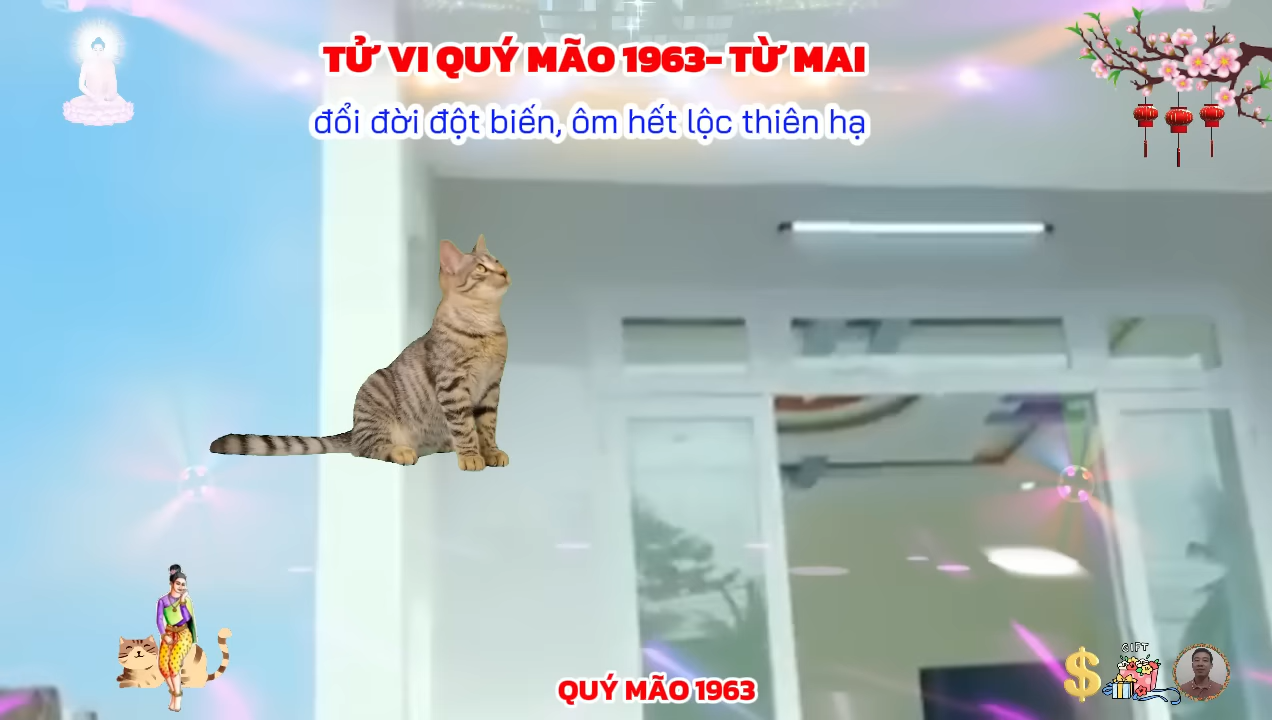 TỬ VI QUÝ MÃO 1963- TỪ MAI
đổi đời đột biến, ôm hết lộc thiên hạ
GIFT
QUÝ MÃO 1963